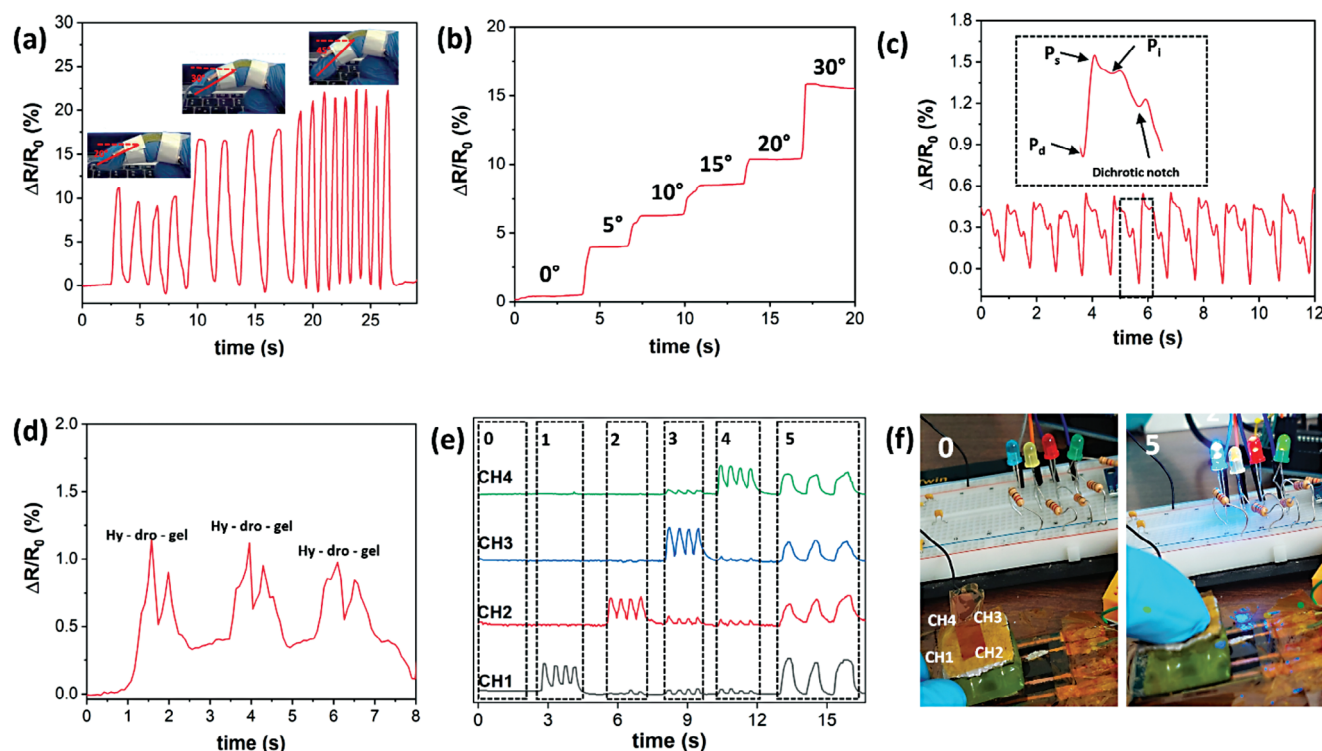 (a)
ΔR/R0 (%)
30
25
20
15
10
5
0
0 5 10 15 20 25
time (s)
30°
45°
(b)
ΔR/R0 (%)
20
15
10
5
0
0° 5° 10° 15° 20° 30°
0 5 10 15 20
time (s)
(c)
ΔR/R0 (%)
1.8
1.5
1.2
0.9
0.6
0.3
0.0
Ps
Pi
Pd
Dichrotic notch
0 2 4 6 8 10 12
time (s)
(d)
ΔR/R0 (%)
2.0
1.5
1.0
0.5
0.0
Hy - dro - gel
Hy - dro - gel
Hy - dro - gel
0 1 2 3 4 5 6 7 8
time (s)
(e)
0 1 2 3 4 5
CH4
CH3
CH2
CH1
0 3 6 9 12 15
time (s)
(f)
0
CH4 CH3
CH1 CH2
5